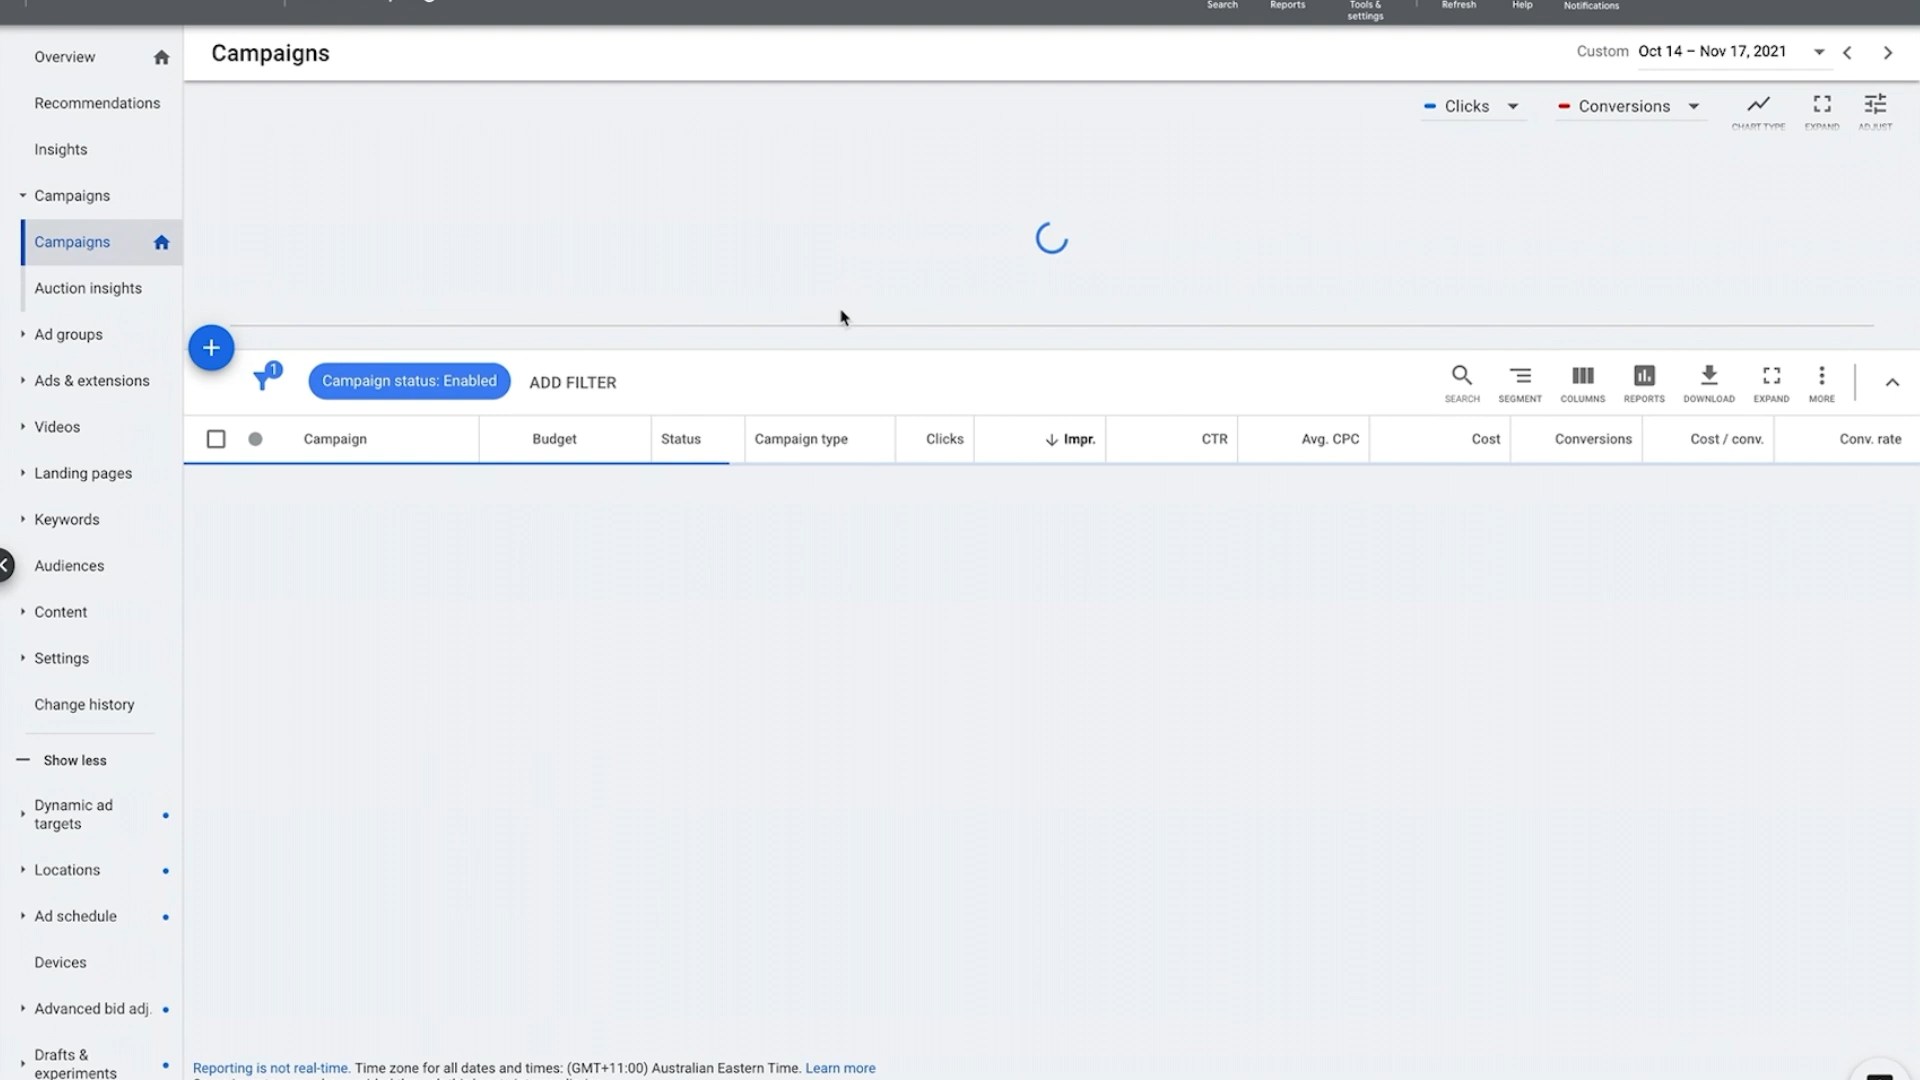 Search
Reports
Tools &
settings
Refresh
Help
Notifications
Overview
Recommendations
Insights
Campaigns
Campaigns
Auction insights
Ad groups
Ads & extensions
Videos
Landing pages
Keywords
Audiences
Content
Settings
Change history
Show less
Dynamic ad
targets
Locations
Ad schedule
Devices
Advanced bid adj.
Drafts &
experiments
Campaigns
Custom Oct 14 – Nov 17, 2021
Clicks
Conversions
CHART TYPE
EXPAND
ADJUST
1
Campaign status: Enabled
ADD FILTER
SEARCH
SEGMENT
COLUMNS
REPORTS
DOWNLOAD
EXPAND
MORE
Campaign
Budget
Status
Campaign type
Clicks
Impr.
CTR
Avg. CPC
Cost
Conversions
Cost / conv.
Conv. rate
Reporting is not real-time. Time zone for all dates and times: (GMT+11:00) Australian Eastern Time. Learn more